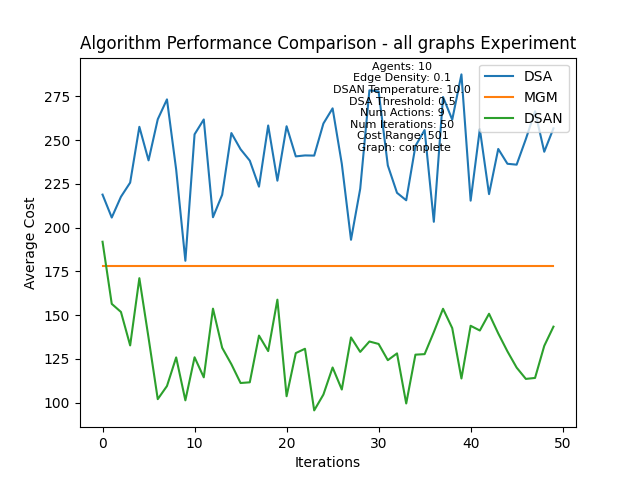 Algorithm Performance Comparison - all graphs Experiment
Agents: 10
Edge Density: 0.1
DSAN Temperature: 10.0
DSA Threshold: 0.5
Num Actions: 9
Num Iterations: 50
Cost Range: 501
Graph: complete
DSA
MGM
DSAN
Average Cost
275
250
225
200
175
150
125
100
0 10 20 30 40 50
Iterations